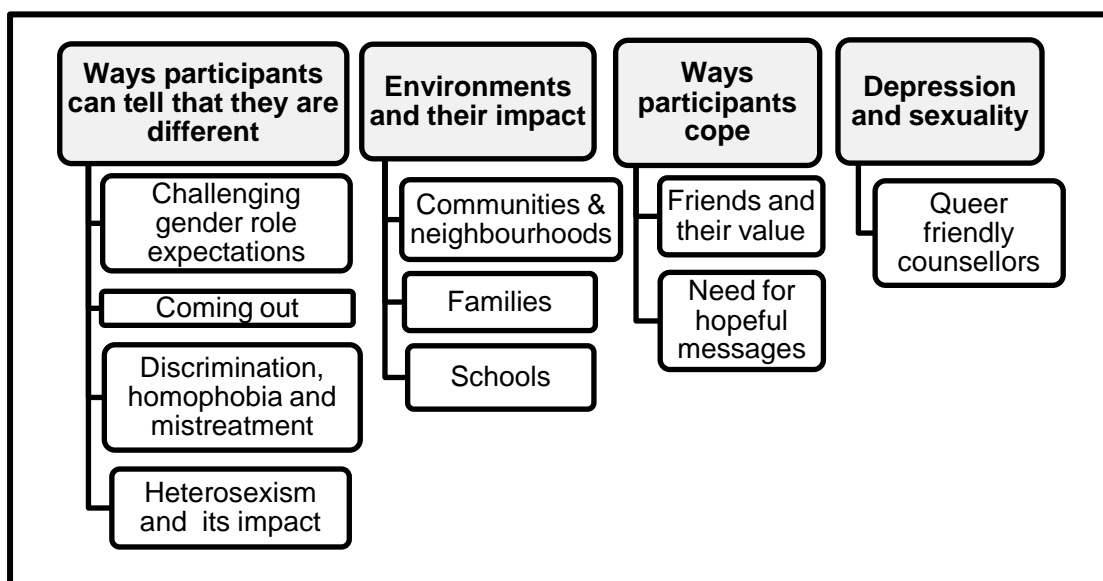 Ways participants
can tell that they are
different
Challenging
gender role
expectations
Coming out
Discrimination,
homophobia and
mistreatment
Heterosexism
and its impact
Environments
and their impact
Communities &
neighbourhoods
Families
Schools
Ways
participants
cope
Friends and
their value
Need for
hopeful
messages
Depression
and sexuality
Queer
friendly
counsellors